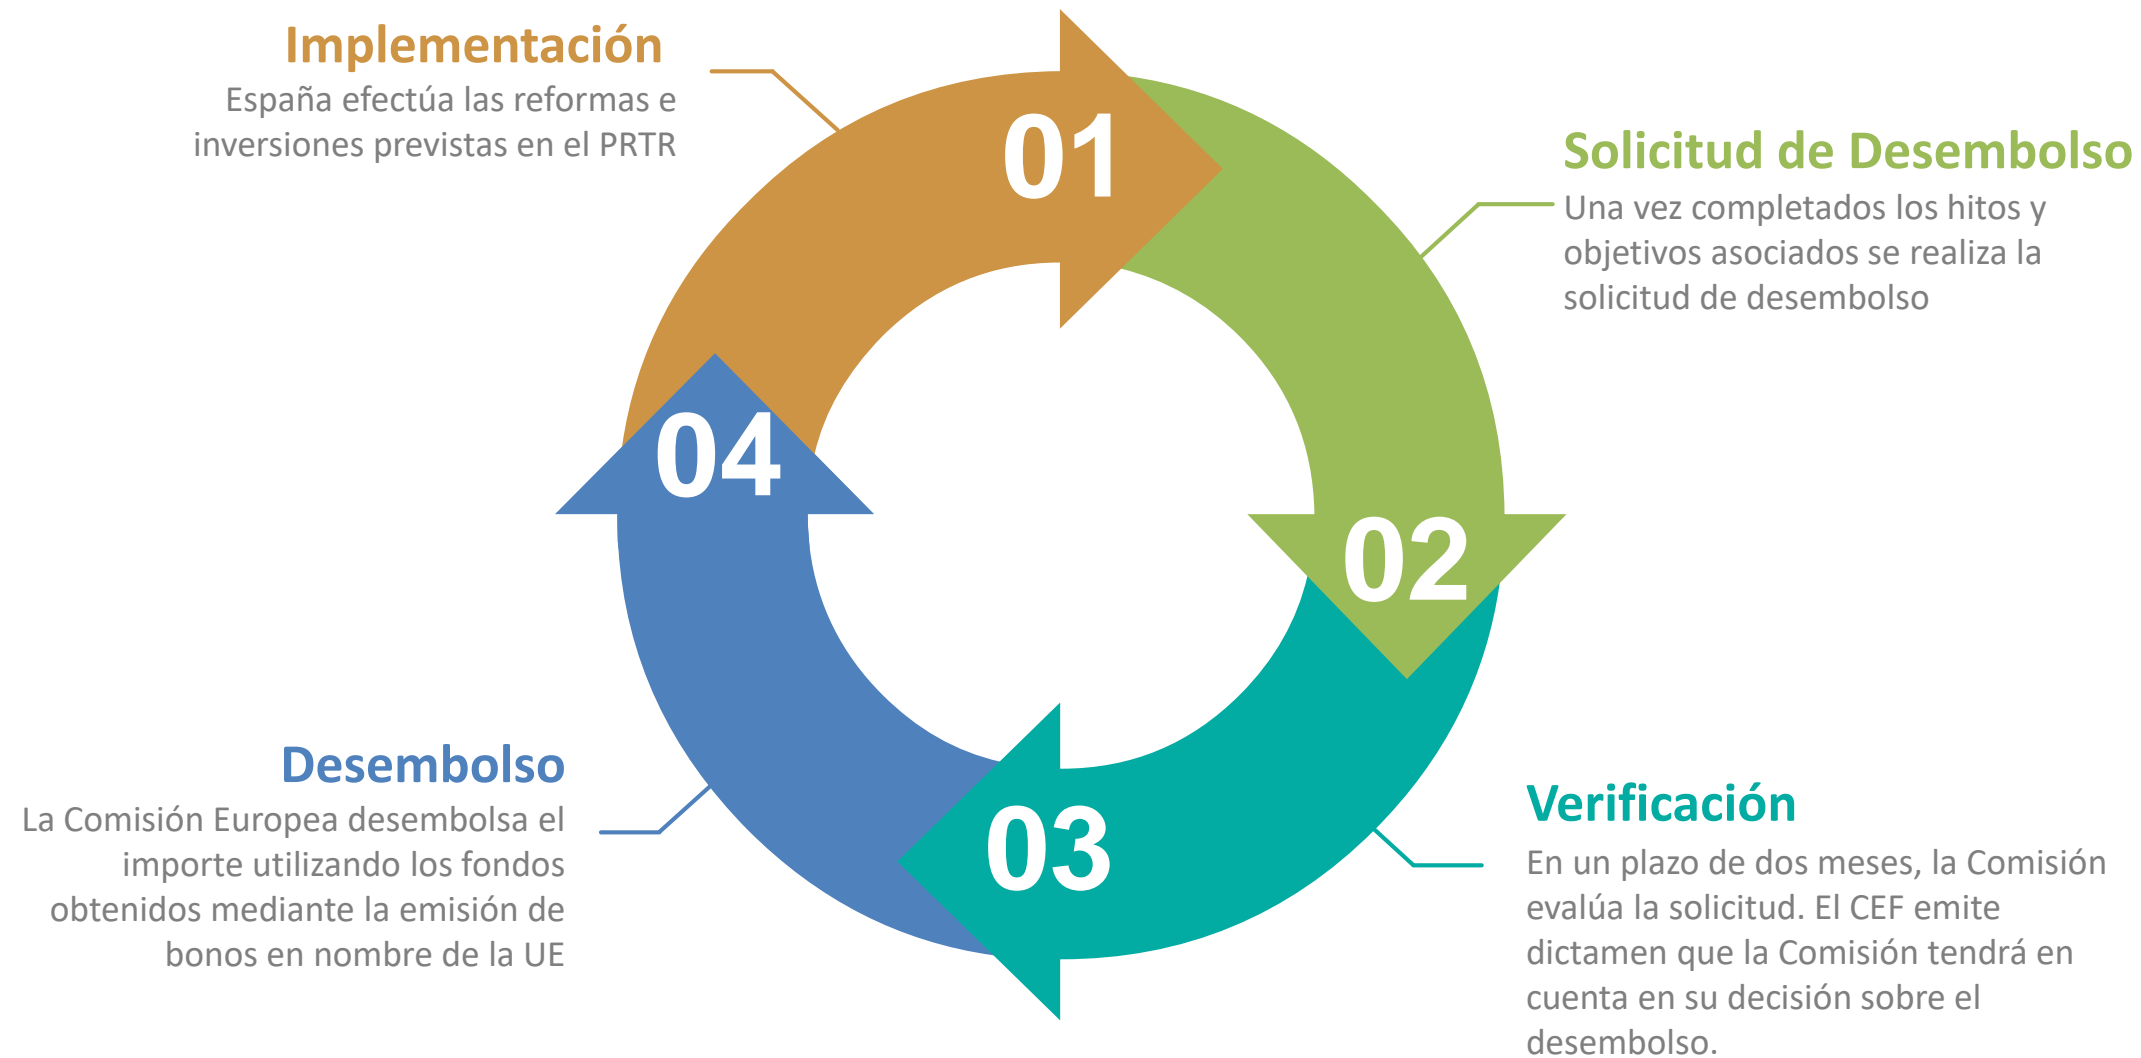 Implementación
España efectúa las reformas e
inversiones previstas en el PRTR
01
Solicitud de Desembolso
Una vez completados los hitos y
objetivos asociados se realiza la
solicitud de desembolso
02
Verificación
En un plazo de dos meses, la Comisión
evalúa la solicitud. El CEF emite
dictamen que la Comisión tendrá en
cuenta en su decisión sobre el
desembolso.
03
Desembolso
La Comisión Europea desembolsa el
importe utilizando los fondos
obtenidos mediante la emisión de
bonos en nombre de la UE
04